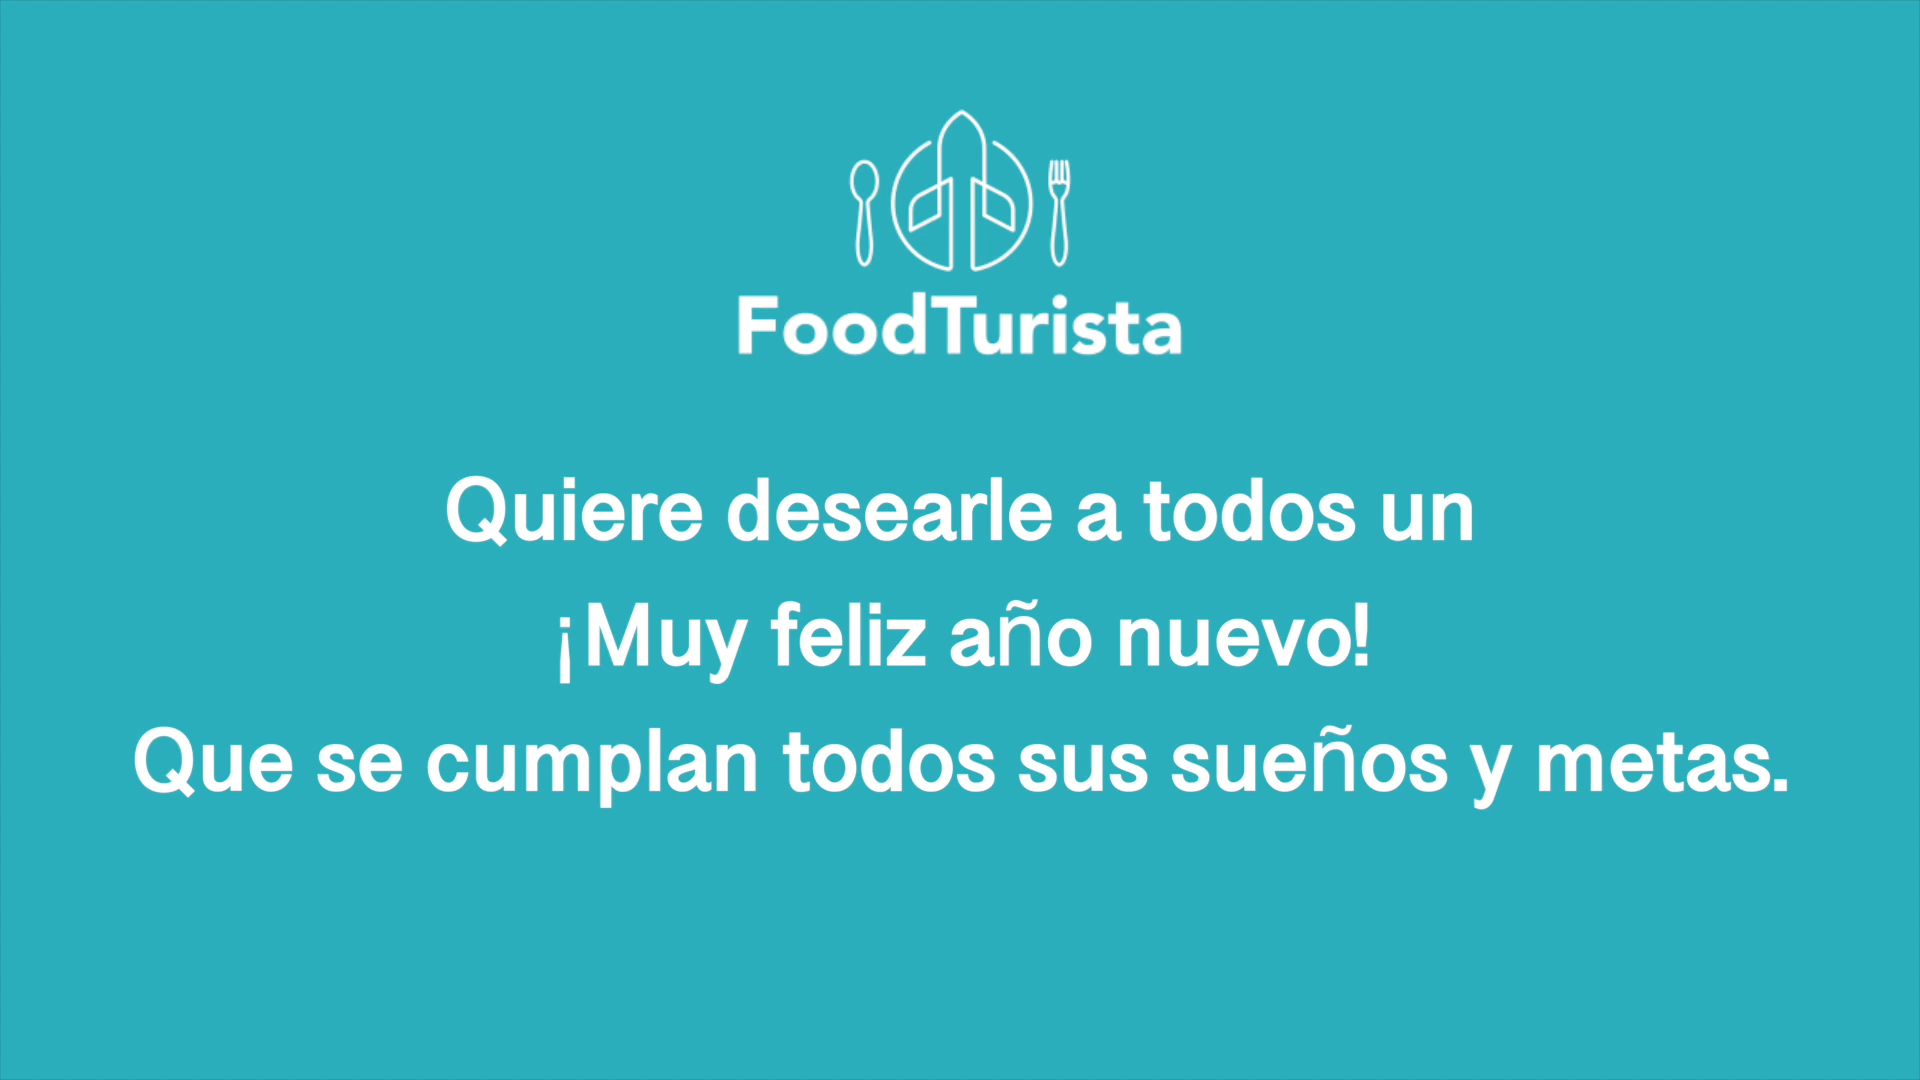 FoodTurista
Quiere desearle a todos un
¡Muy feliz año nuevo!
Que se cumplan todos sus sueños y metas.